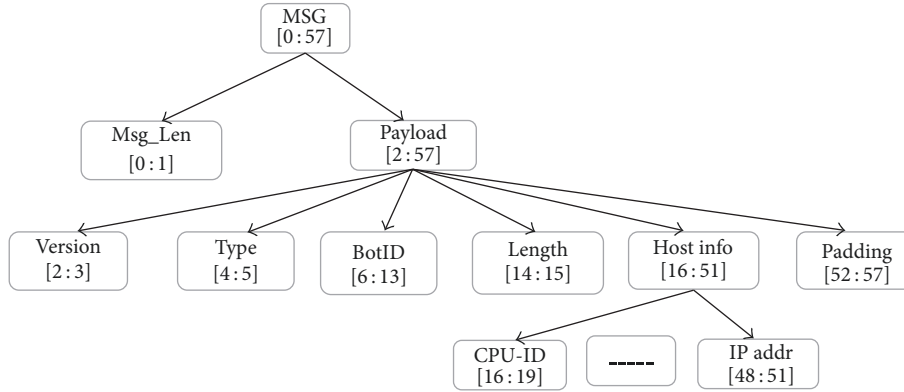 MSG
[0 : 57]
Msg_Len
[0 : 1]
Payload
[2 : 57]
Version
[2 : 3]
Type
[4 : 5]
BotID
[6 : 13]
Length
[14 : 15]
Host info
[16 : 51]
Padding
[52 : 57]
CPU-ID
[16 : 19]
-----
IP addr
[48 : 51]